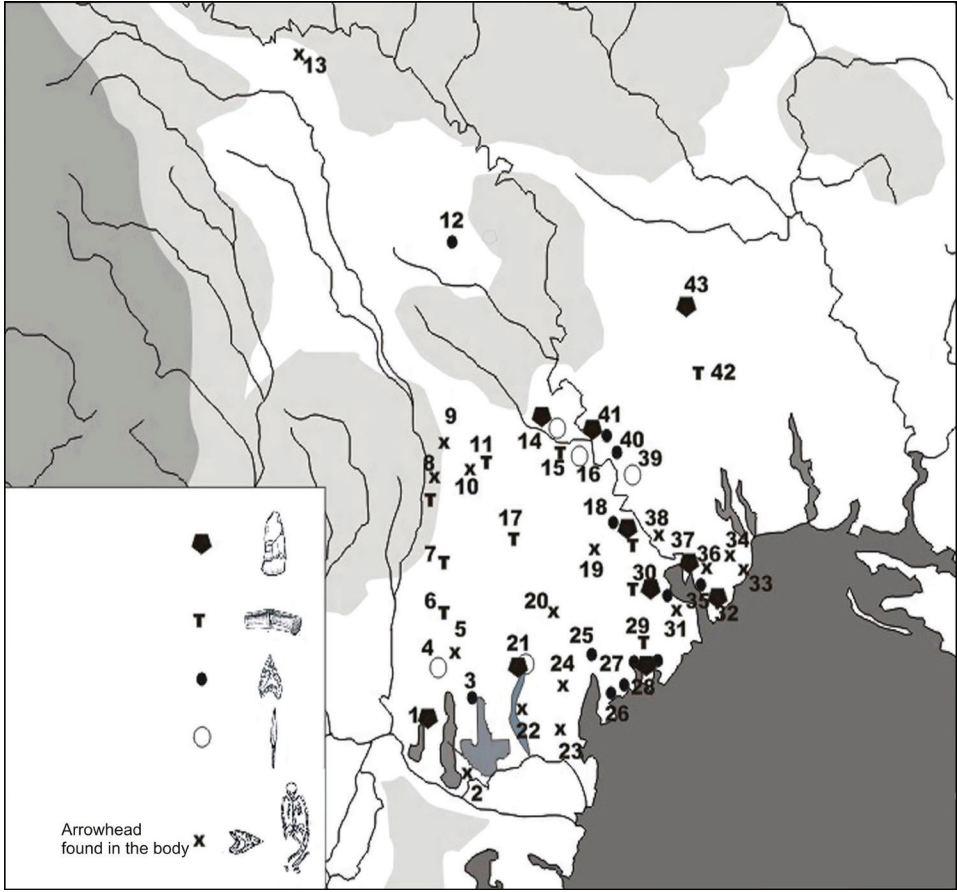 x 13
12
43
T 42
9
x
41
14
11
T
40
8
x
x
10
15
T
16
39
T
18
17
T
38
x
T
37
34
36
x
x
x
7
T
x
19
33
30
T
35
32
6
T
20
x
x
31
5
x
25
29
T
4
21
24
27
3
x
28
1
x
22
26
x
23
x
2
T
Arrowhead
found in the body x